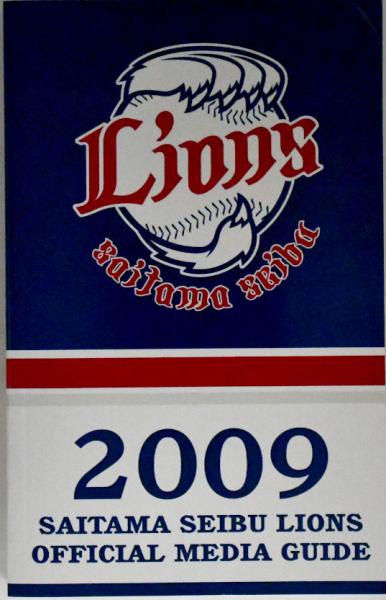 Lions
saitama seibu
2009
SAITAMA SEIBU LIONS
OFFICIAL MEDIA GUIDE